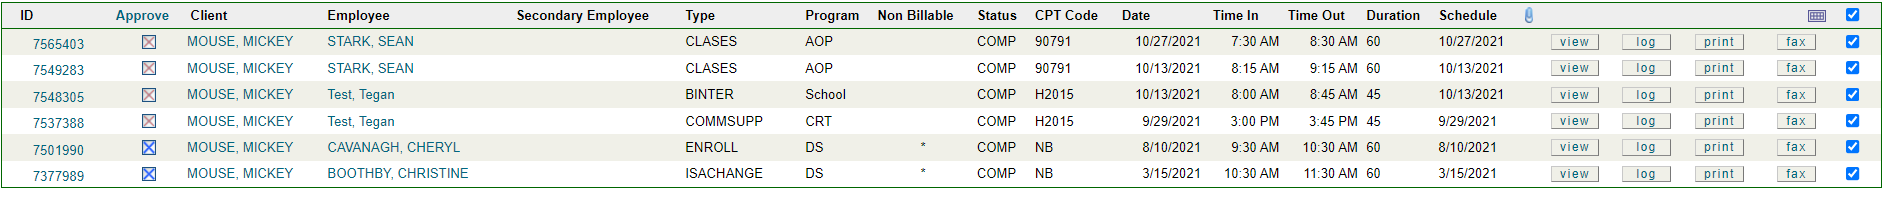 ID Approve Client Employee Secondary Employee Type Program Non Billable Status CPT Code Date Time In Time Out Duration Schedule
7565403 MOUSE, MICKEY STARK, SEAN CLASES AOP COMP 90791 10/27/2021 7:30 AM 8:30 AM 60 10/27/2021 view log print fax
7549283 MOUSE, MICKEY STARK, SEAN CLASES AOP COMP 90791 10/13/2021 8:15 AM 9:15 AM 60 10/13/2021 view log print fax
7548305 MOUSE, MICKEY Test, Tegan BINTER School COMP H2015 10/13/2021 8:00 AM 8:45 AM 45 10/13/2021 view log print fax
7537388 MOUSE, MICKEY Test, Tegan COMMSUPP CRT COMP H2015 9/29/2021 3:00 PM 3:45 PM 45 9/29/2021 view log print fax
7501990 MOUSE, MICKEY CAVANAGH, CHERYL ENROLL DS * COMP NB 8/10/2021 9:30 AM 10:30 AM 60 8/10/2021 view log print fax
7377989 MOUSE, MICKEY BOOTHBY, CHRISTINE ISACHANGE DS * COMP NB 3/15/2021 10:30 AM 11:30 AM 60 3/15/2021 view log print fax